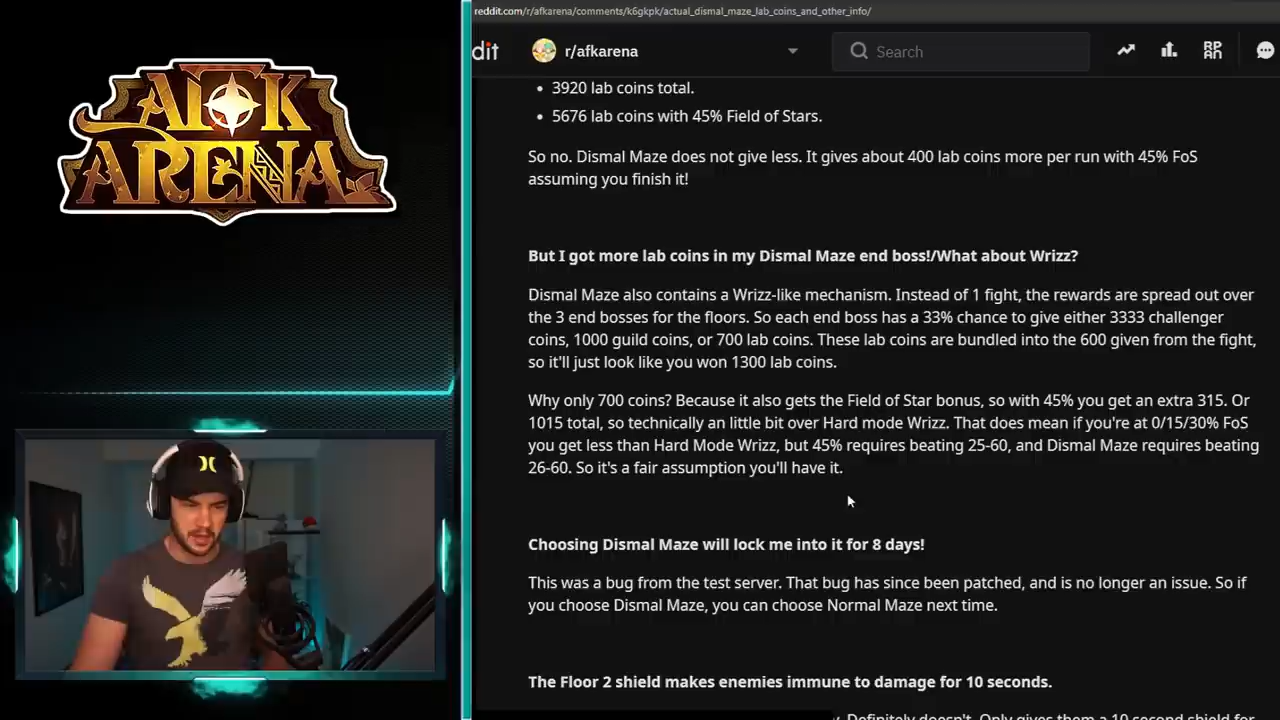 reddit.com/r/afkarena/comments/k6gkpk/actual_dismal_maze_lab_coins_and_other_info/
dit r/afkarena Search
• 3920 lab coins total.
AFK
ARENA
• 5676 lab coins with 45% Field of Stars.
So no. Dismal Maze does not give less. It gives about 400 lab coins more per run with 45% FoS
assuming you finish it!
But I got more lab coins in my Dismal Maze end boss!/What about Wrizz?
Dismal Maze also contains a Wrizz-like mechanism. Instead of 1 fight, the rewards are spread out over
the 3 end bosses for the floors. So each end boss has a 33% chance to give either 3333 challenger
coins, 1000 guild coins, or 700 lab coins. These lab coins are bundled into the 600 given from the fight,
so it'll just look like you won 1300 lab coins.
Why only 700 coins? Because it also gets the Field of Star bonus, so with 45% you get an extra 315. Or
1015 total, so technically an little bit over Hard mode Wrizz. That does mean if you're at 0/15/30% FoS
you get less than Hard Mode Wrizz, but 45% requires beating 25-60, and Dismal Maze requires beating
26-60. So it's a fair assumption you'll have it.
Choosing Dismal Maze will lock me into it for 8 days!
This was a bug from the test server. That bug has since been patched, and is no longer an issue. So if
you choose Dismal Maze, you can choose Normal Maze next time.
The Floor 2 shield makes enemies immune to damage for 10 seconds.
Definitely doesn't. Only gives them a 10 second shield for